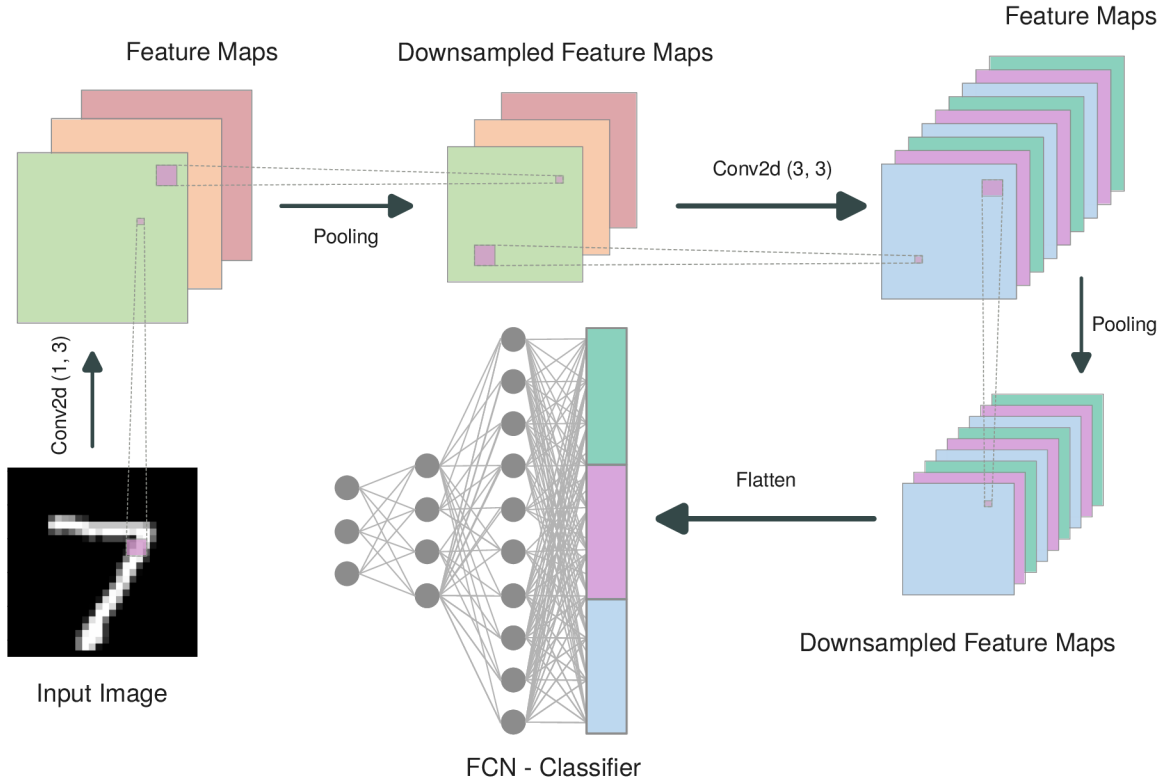 Feature Maps
Feature Maps
Downsampled Feature Maps
Conv2d (3, 3)
Pooling
Pooling
Conv2d (1, 3)
Flatten
Downsampled Feature Maps
Input Image
FCN - Classifier